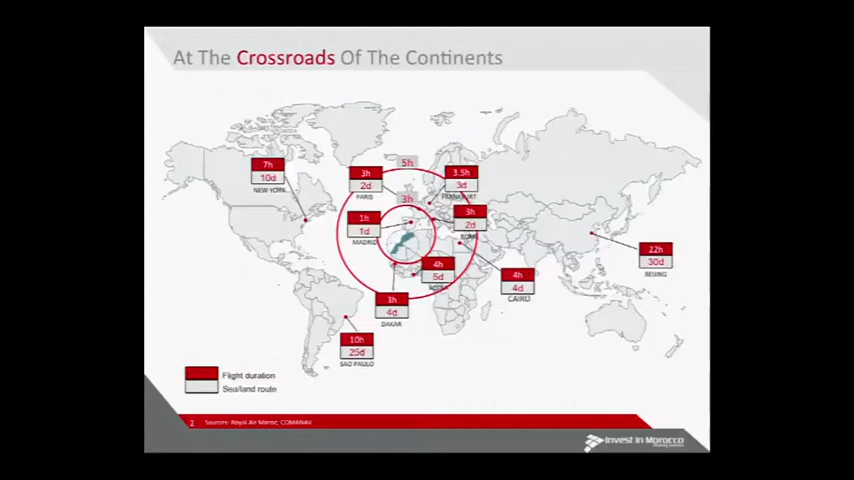 At The Crossroads Of The Continents
5h
7h
10d
NEW YORK
3h
2d
PARIS
3.5h
3d
FRANKFURT
3h
1h
1d
MADRID
3h
2d
ROME
22h
30d
BEIJING
4h
5d
4h
4d
CAIRO
3h
4d
DAKAR
10h
25d
SAO PAULO
Flight duration
Sea/land route
2 Sources: Royal Air Maroc, COMANAV
Invest In Morocco